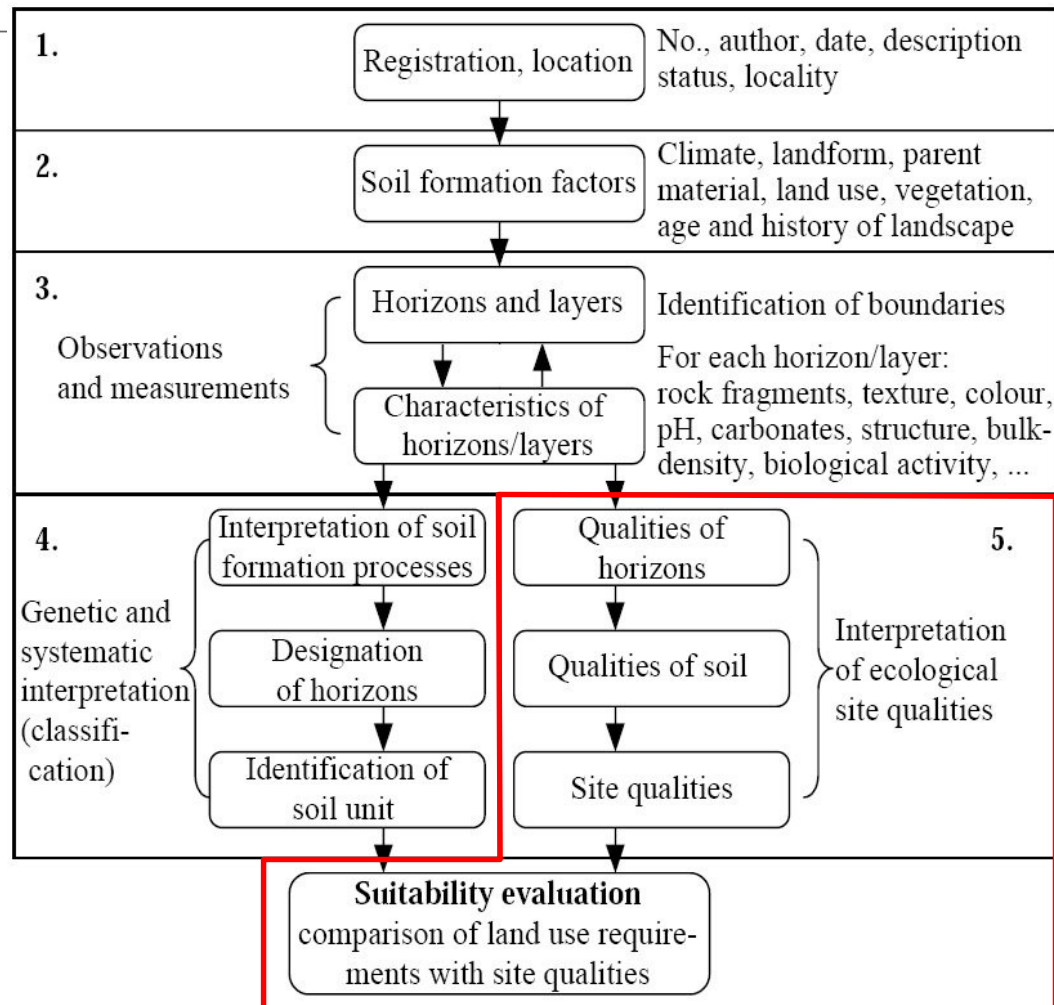 1.
Registration, location
No., author, date, description
status, locality
2.
Soil formation factors
Climate, landform, parent
material, land use, vegetation,
age and history of landscape
3.
Observations
and measurements
Horizons and layers
Identification of boundaries
Characteristics of
horizons/layers
For each horizon/layer:
rock fragments, texture, colour,
pH, carbonates, structure, bulk-
density, biological activity, ...
4.
Genetic and
systematic
interpretation
(classifi-
cation)
Interpretation of soil
formation processes
Designation
of horizons
Identification of
soil unit
5.
Qualities of
horizons
Qualities of soil
Site qualities
Interpretation
of ecological
site qualities
Suitability evaluation
comparison of land use require-
ments with site qualities